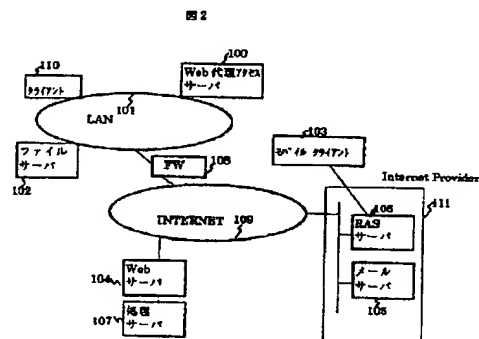 図2
110
クライアント
100
Web代理アクセス
サーバ
101
LAN
ファイル
サーバ
102
FW
108
103
モバイル クライアント
Internet Provider
111
INTERNET
109
106
RAS
サーバ
メール
サーバ
105
Web
サーバ
104
処理
サーバ
107